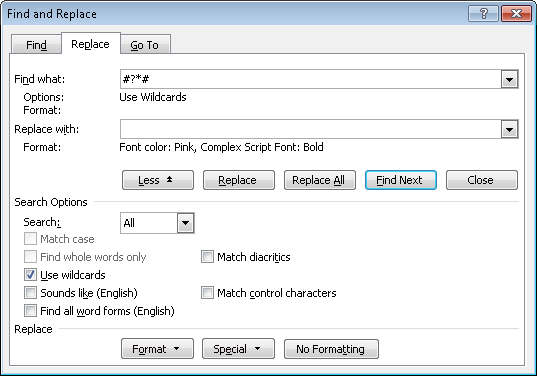 Find and Replace
Find Replace Go To
Find what: #?*#
Options: Use Wildcards
Format:
Replace with:
Format: Font color: Pink, Complex Script Font: Bold
Less Replace Replace All Find Next Close
Search Options
Search: All
Match case
Find whole words only Match diacritics
Use wildcards
Sounds like (English) Match control characters
Find all word forms (English)
Replace
Format Special No Formatting